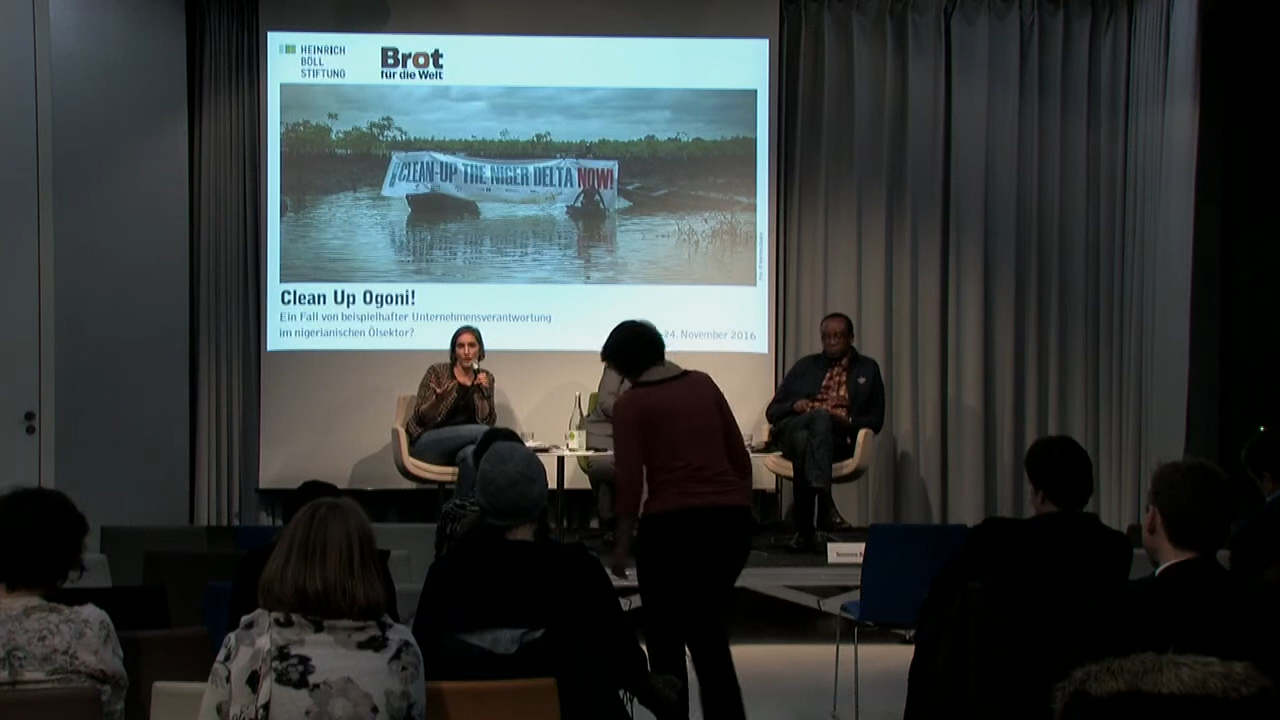 HEINRICH
BÖLL
STIFTUNG
Brot
für die Welt
CLEAN-UP THE NIGER DELTA NOW!
Clean Up Ogoni!
Ein Fall von beispielhafter Unternehmensverantwortung
im nigerianischen Ölsektor?
24. November 2016